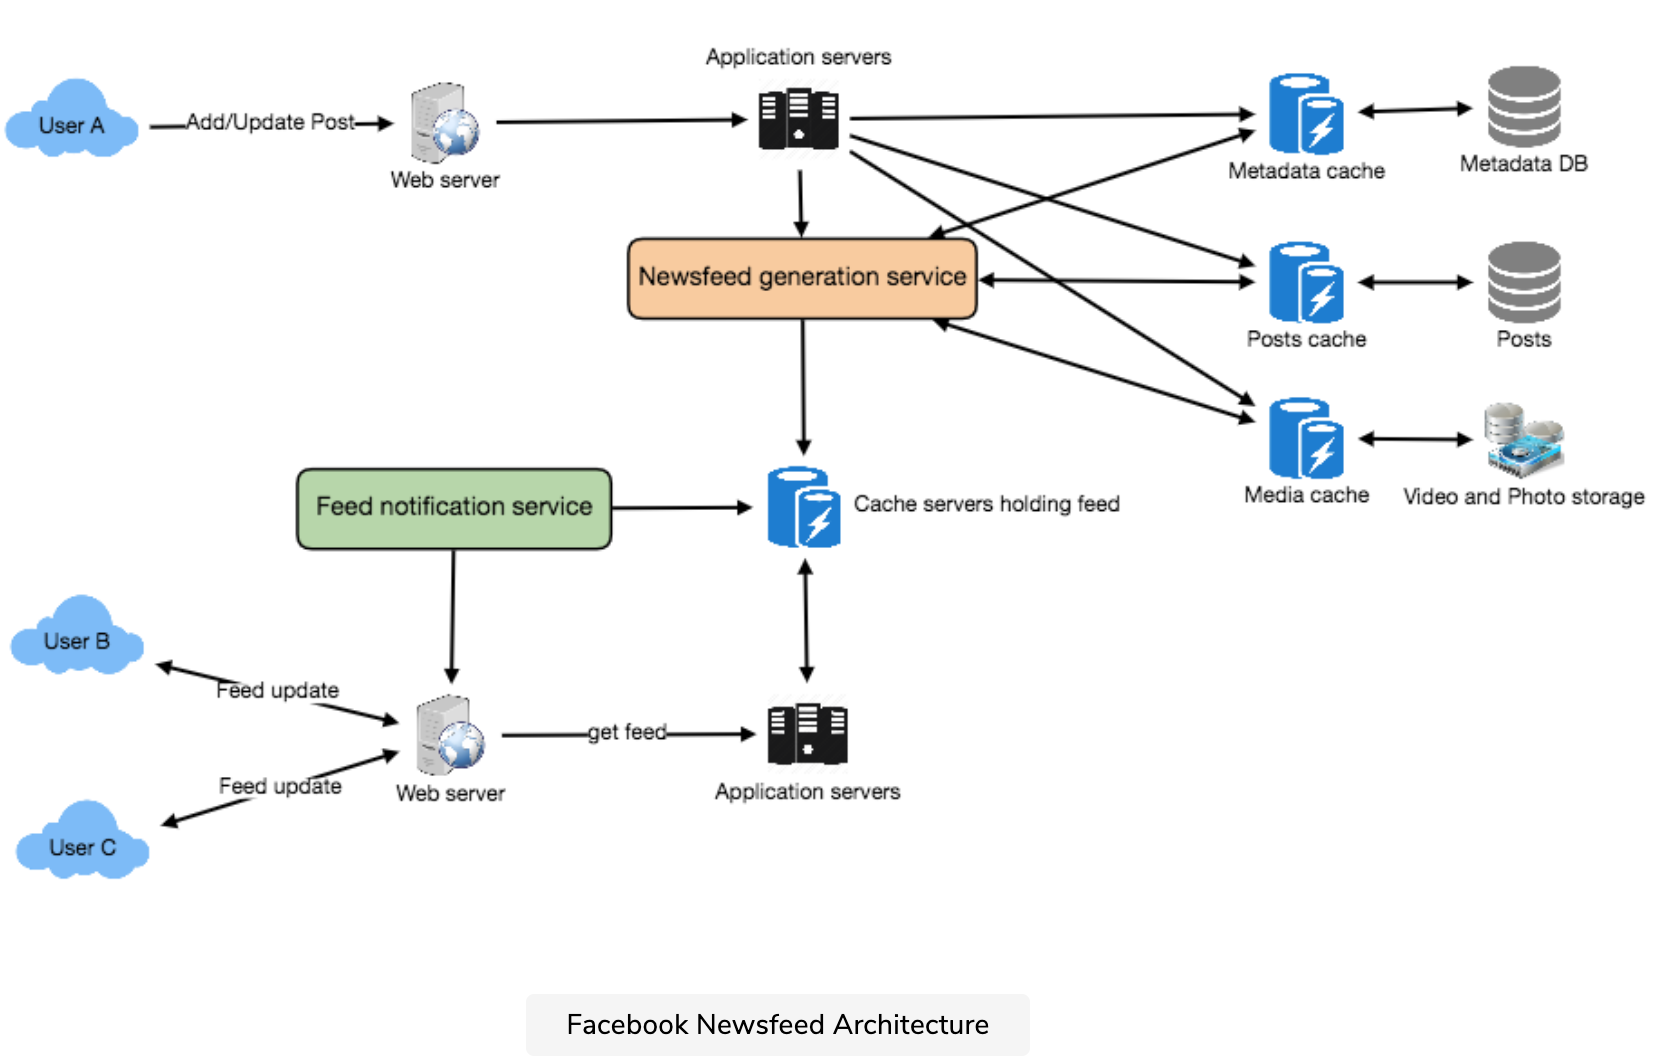 Application servers
User A
Add/Update Post
Web server
Metadata cache
Metadata DB
Newsfeed generation service
Posts cache
Posts
Media cache
Video and Photo storage
Feed notification service
Cache servers holding feed
User B
Feed update
get feed
Feed update
Web server
Application servers
User C
Facebook Newsfeed Architecture